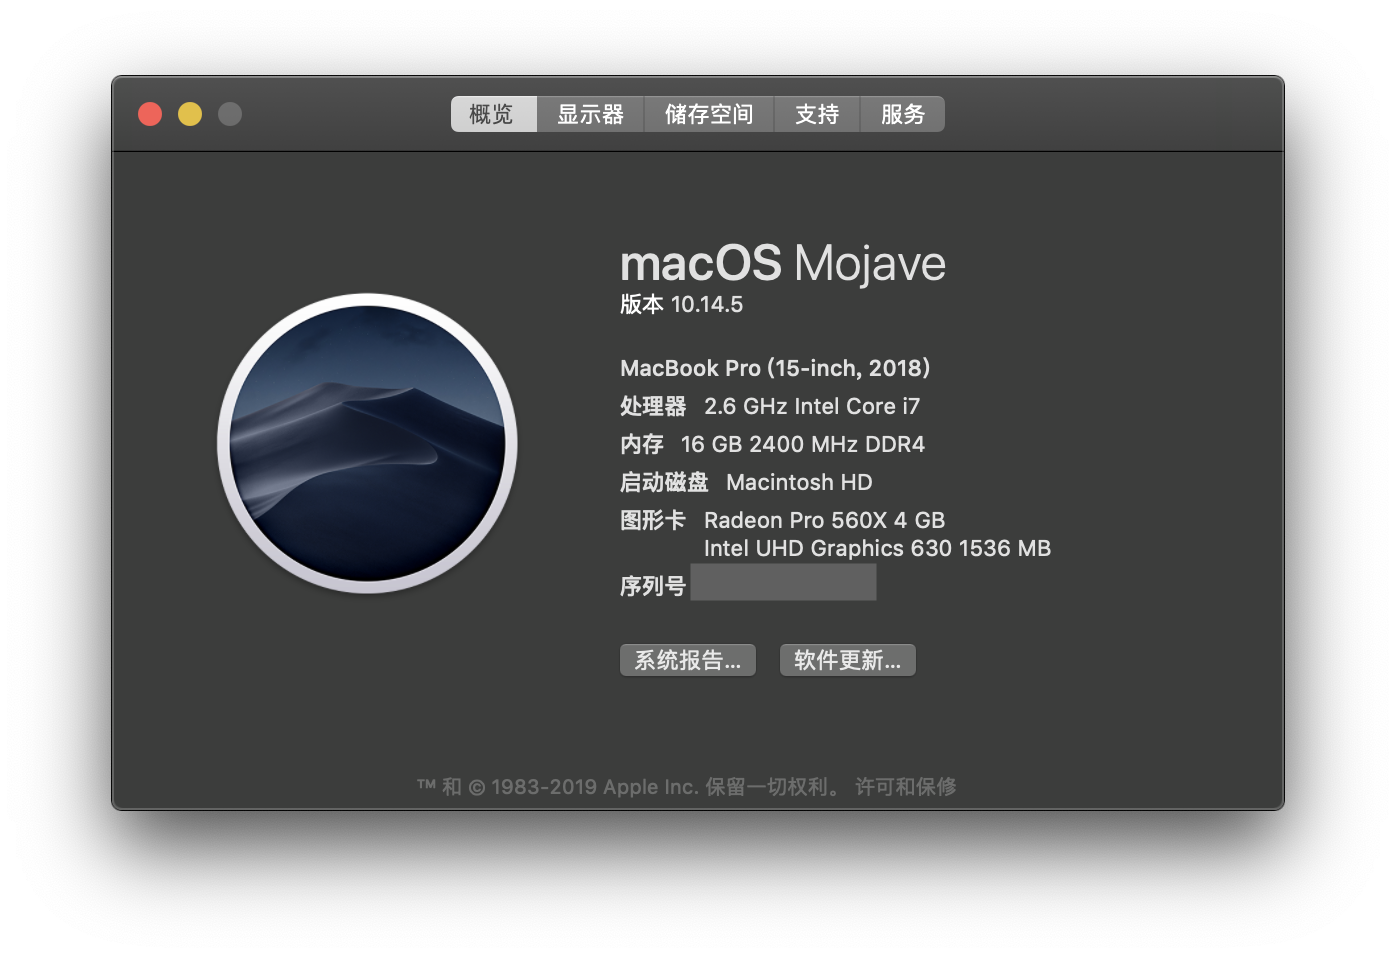 概览 显示器 储存空间 支持 服务
macOS Mojave
版本 10.14.5
MacBook Pro (15-inch, 2018)
处理器 2.6 GHz Intel Core i7
内存 16 GB 2400 MHz DDR4
启动磁盘 Macintosh HD
图形卡 Radeon Pro 560X 4 GB
Intel UHD Graphics 630 1536 MB
序列号
系统报告... 软件更新...
™ 和 © 1983-2019 Apple Inc. 保留一切权利。 许可和保修